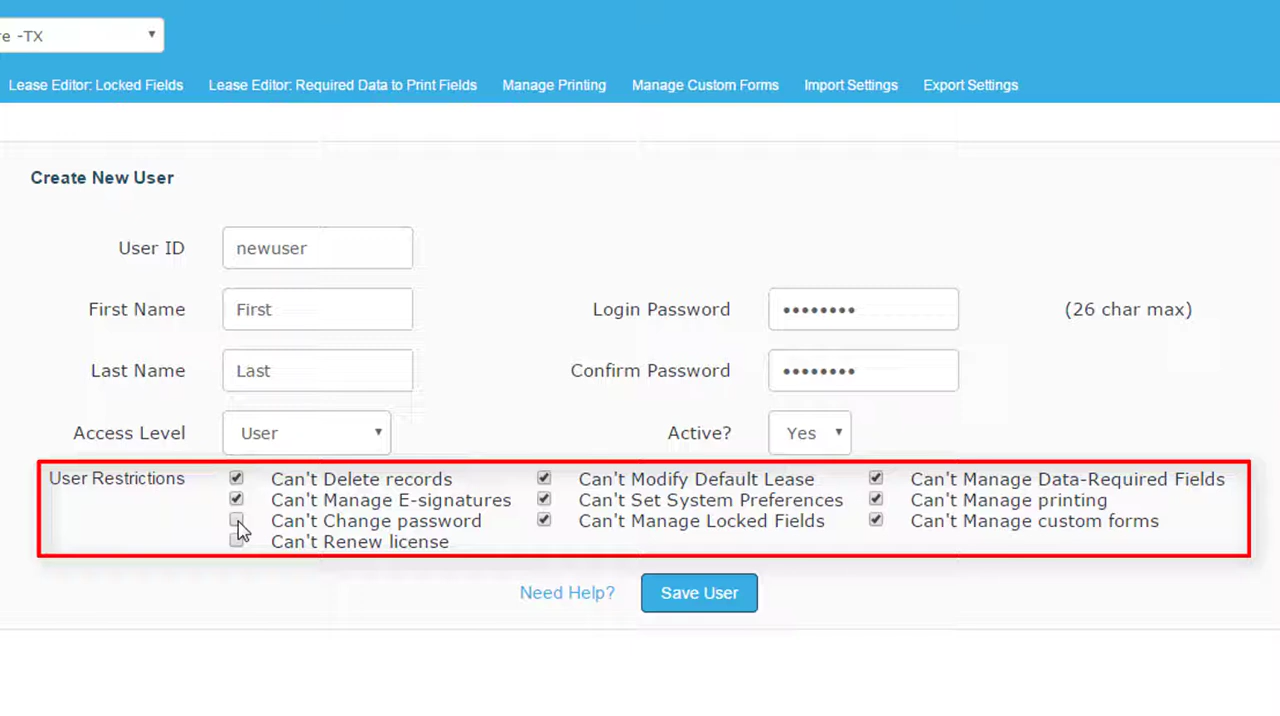 re -TX
Lease Editor: Locked Fields Lease Editor: Required Data to Print Fields Manage Printing Manage Custom Forms Import Settings Export Settings
Create New User
User ID newuser
First Name First Login Password •••••••• (26 char max)
Last Name Last Confirm Password ••••••••
Access Level User Active? Yes
User Restrictions Can't Delete records Can't Modify Default Lease Can't Manage Data-Required Fields
Can't Manage E-signatures Can't Set System Preferences Can't Manage printing
Can't Change password Can't Manage Locked Fields Can't Manage custom forms
Can't Renew license
Need Help? Save User